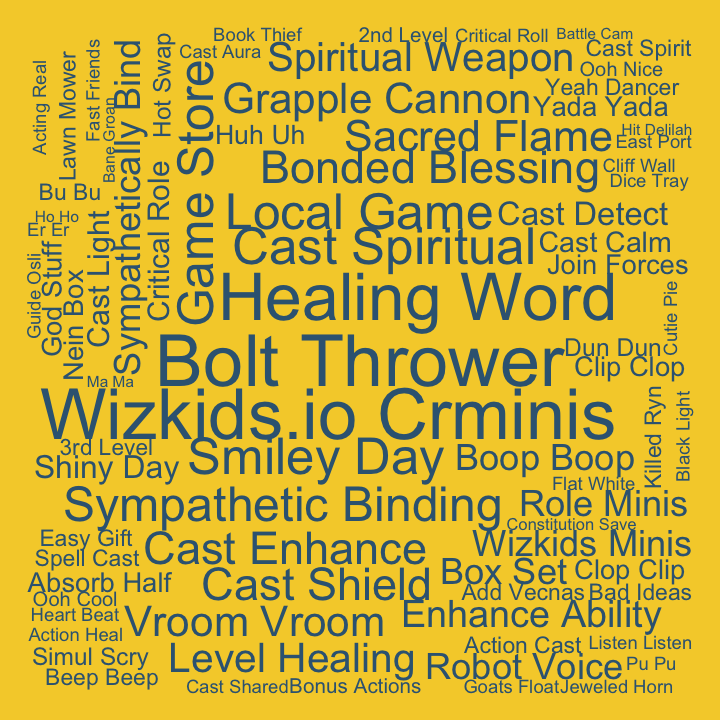 Book Thief
2nd Level
Critical Roll
Battle Cam
Cast Aura
Spiritual Weapon
Cast Spirit
Ooh Nice
Acting Real
Lawn Mower
Fast Friends
Bane Groan
Sympathetically Bind
Hot Swap
Game Store
Grapple Cannon
Yeah Dancer
Yada Yada
Huh Uh
Sacred Flame
Hit Delilah
East Port
Bonded Blessing
Cliff Wall
Dice Tray
Bu Bu
Critical Role
Local Game
Cast Detect
Ho Ho
Er Er
Guide Osli
God Stuff
Nein Box
Cast Light
Cast Spiritual
Cast Calm
Join Forces
Healing Word
Cutie Pie
Bolt Thrower
Dun Dun
Clip Clop
Ma Ma
Wizkids.io Crminis
Killed Ryn
Black Light
3rd Level
Shiny Day
Smiley Day
Boop Boop
Flat White
Sympathetic Binding
Role Minis
Constitution Save
Easy Gift
Spell Cast
Cast Enhance
Wizkids Minis
Absorb Half
Cast Shield
Box Set
Clop Clip
Ooh Cool
Add Vecnas
Bad Ideas
Heart Beat
Action Heal
Vroom Vroom
Enhance Ability
Simul Scry
Level Healing
Action Cast
Listen Listen
Robot Voice
Pu Pu
Beep Beep
Cast Shared
Bonus Actions
Goats Float
Jeweled Horn